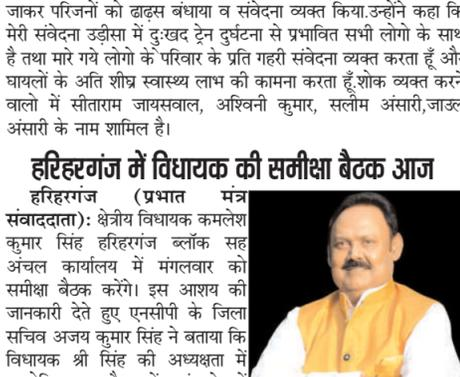 जाकर परिजनों को ढाढ़स बंधाया व संवेदना व्यक्त किया.उन्होंने कहा कि
मेरी संवेदना उड़ीसा में दुःखद ट्रेन दुर्घटना से प्रभावित सभी लोगो के साथ
है तथा मारे गये लोगो के परिवार के प्रति गहरी संवेदना व्यक्त करता हूँ और
घायलों के अति शीघ्र स्वास्थ्य लाभ की कामना करता हूँ.शोक व्यक्त करने
वालो में सीताराम जायसवाल, अश्विनी कुमार, सलीम अंसारी,जाउल
अंसारी के नाम शामिल है।
हरिहरगंज में विधायक की समीक्षा बैठक आज
हरिहरगंज (प्रभात मंत्र
संवाददाता): क्षेत्रीय विधायक कमलेश
कुमार सिंह हरिहरगंज ब्लॉक सह
अंचल कार्यालय में मंगलवार को
समीक्षा बैठक करेंगे। इस आशय की
जानकारी देते हुए एनसीपी के जिला
सचिव अजय कुमार सिंह ने बताया कि
विधायक श्री सिंह की अध्यक्षता में